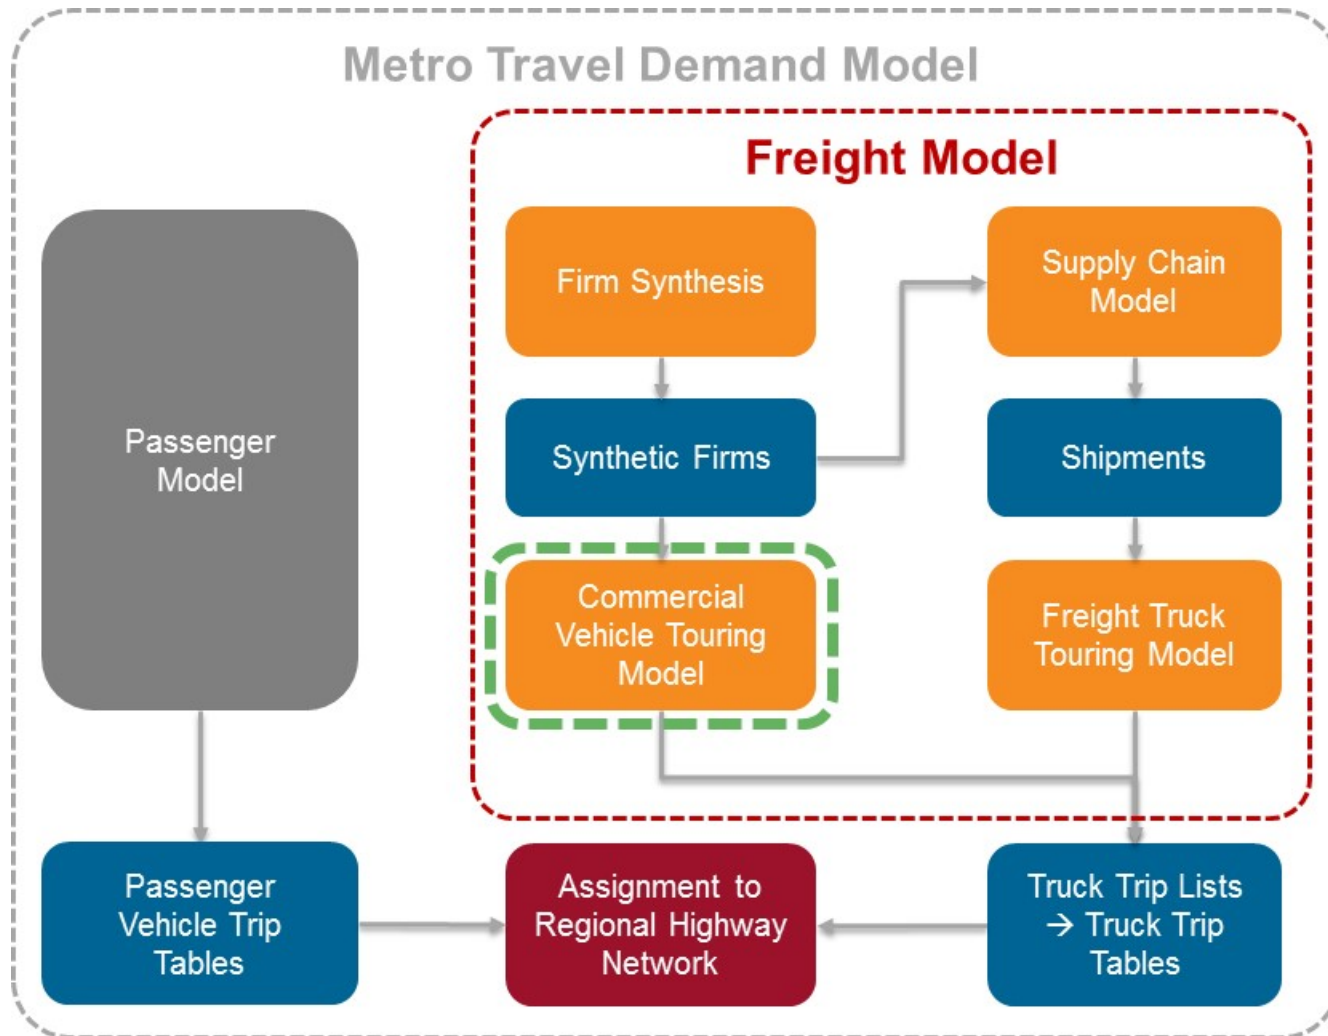 Metro Travel Demand Model
Freight Model
Passenger
Model
Firm Synthesis
Supply Chain
Model
Synthetic Firms
Shipments
Commercial
Vehicle Touring
Model
Freight Truck
Touring Model
Passenger
Vehicle Trip
Tables
Assignment to
Regional Highway
Network
Truck Trip Lists
→ Truck Trip
Tables